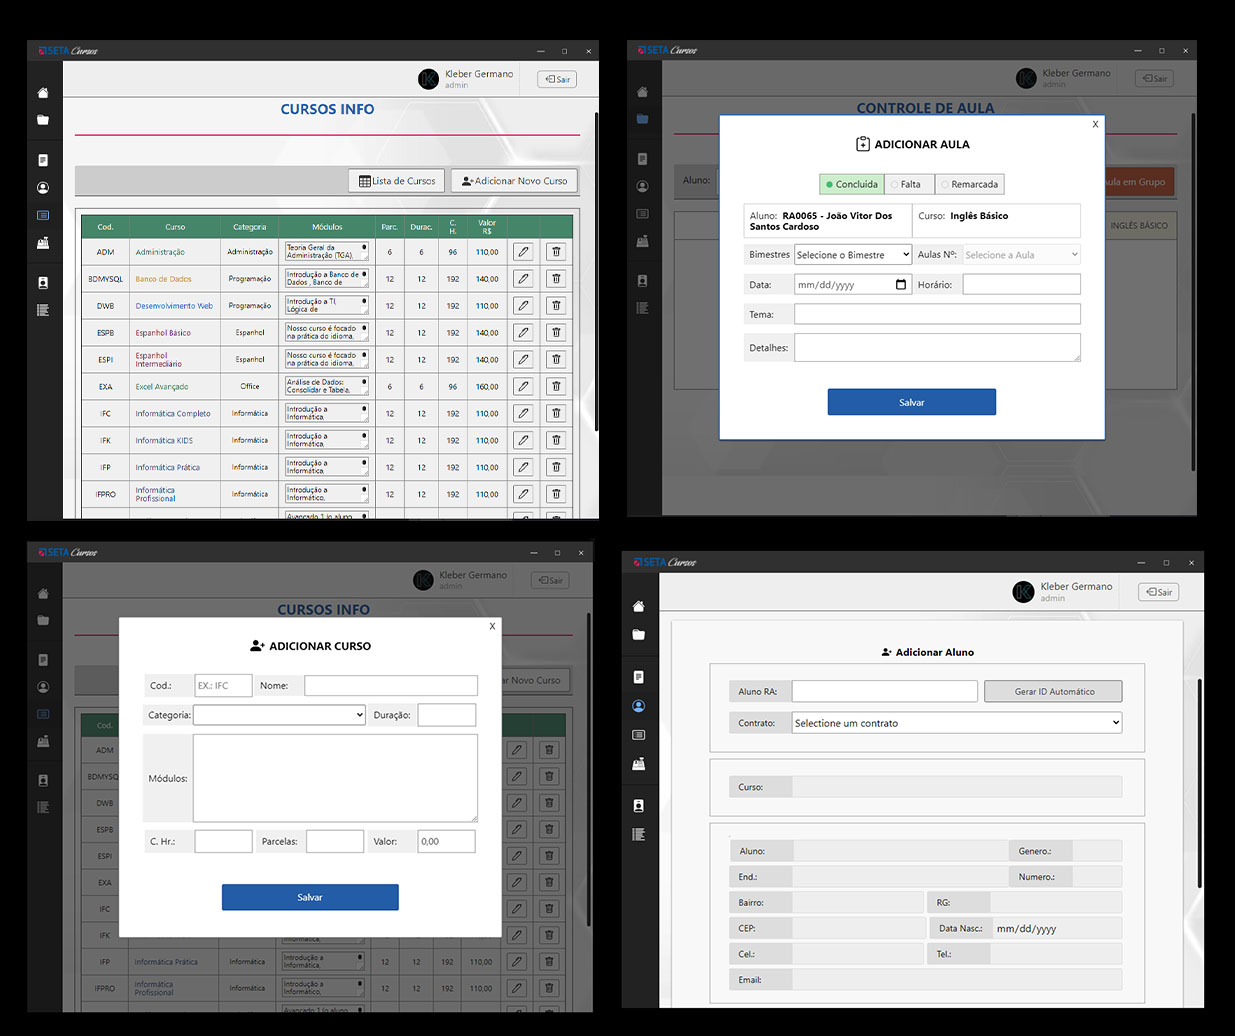 SETA Cursos
Kleber Germano
admin
Sair
CURSOS INFO
Lista de Cursos
Adicionar Novo Curso
Cod. Curso Categoria Módulos Parc. Durac. C. H. Valor R$
ADM Administração Administração Teoria Geral da Administração (TGA), 6 6 96 110,00
BDMYSQL Banco de Dados Programação Introdução a Banco de Dados , Banco de 12 12 192 140,00
DWB Desenvolvimento Web Programação Introdução a TI, Lógica de 12 12 192 110,00
ESPB Espanhol Básico Espanhol Nosso curso é focado na prática do idioma, 12 12 192 140,00
ESPI Espanhol Intermediário Espanhol Nosso curso é focado na prática do idioma, 12 12 192 140,00
EXA Excel Avançado Office Análise de Dados: Consolidar e Tabela, 6 6 96 160,00
IFC Informática Completo Informática Introdução a Informática, 12 12 192 110,00
IFK Informática KIDS Informática Introdução a Informática, 12 12 192 110,00
IFP Informática Prática Informática Introdução a Informática, 12 12 192 110,00
IFPRO Informática Profissional Informática Introdução a Informático, 12 12 192 110,00
Avançado 1 (o aluno
SETA Cursos
Kleber Germano
admin
Sair
CONTROLE DE AULA
Aluno:
Aula em Grupo
INGLÊS BÁSICO
X
ADICIONAR AULA
Concluída Falta Remarcada
Aluno: RA0065 - João Vitor Dos Santos Cardoso
Curso: Inglês Básico
Bimestres Selecione o Bimestre Aulas Nº: Selecione a Aula
Data: mm/dd/yyyy Horário:
Tema:
Detalhes:
Salvar
SETA Cursos
Kleber Germano
admin
Sair
CURSOS INFO
ar Novo Curso
Cod.
ADM
BDMYSQ
DWB
ESPB
ESPI
EXA
IFC
IFK
Informática,
IFP Informática Prática Informática Introdução a Informática, 12 12 192 110,00
IFPRO Informática Profissional Informática Introdução a Informático, 12 12 192 110,00
Avançado 1 (o aluno
X
ADICIONAR CURSO
Cod.: EX.: IFC Nome:
Categoria: Duração:
Módulos:
C. Hr.: Parcelas: Valor: 0,00
Salvar
SETA Cursos
Kleber Germano
admin
Sair
Adicionar Aluno
Aluno RA: Gerar ID Automático
Contrato: Selectione um contrato
Curso:
Aluno: Genero.:
End.: Numero.:
Bairro: RG:
CEP: Data Nasc.: mm/dd/yyyy
Cel.: Tel.:
Email: